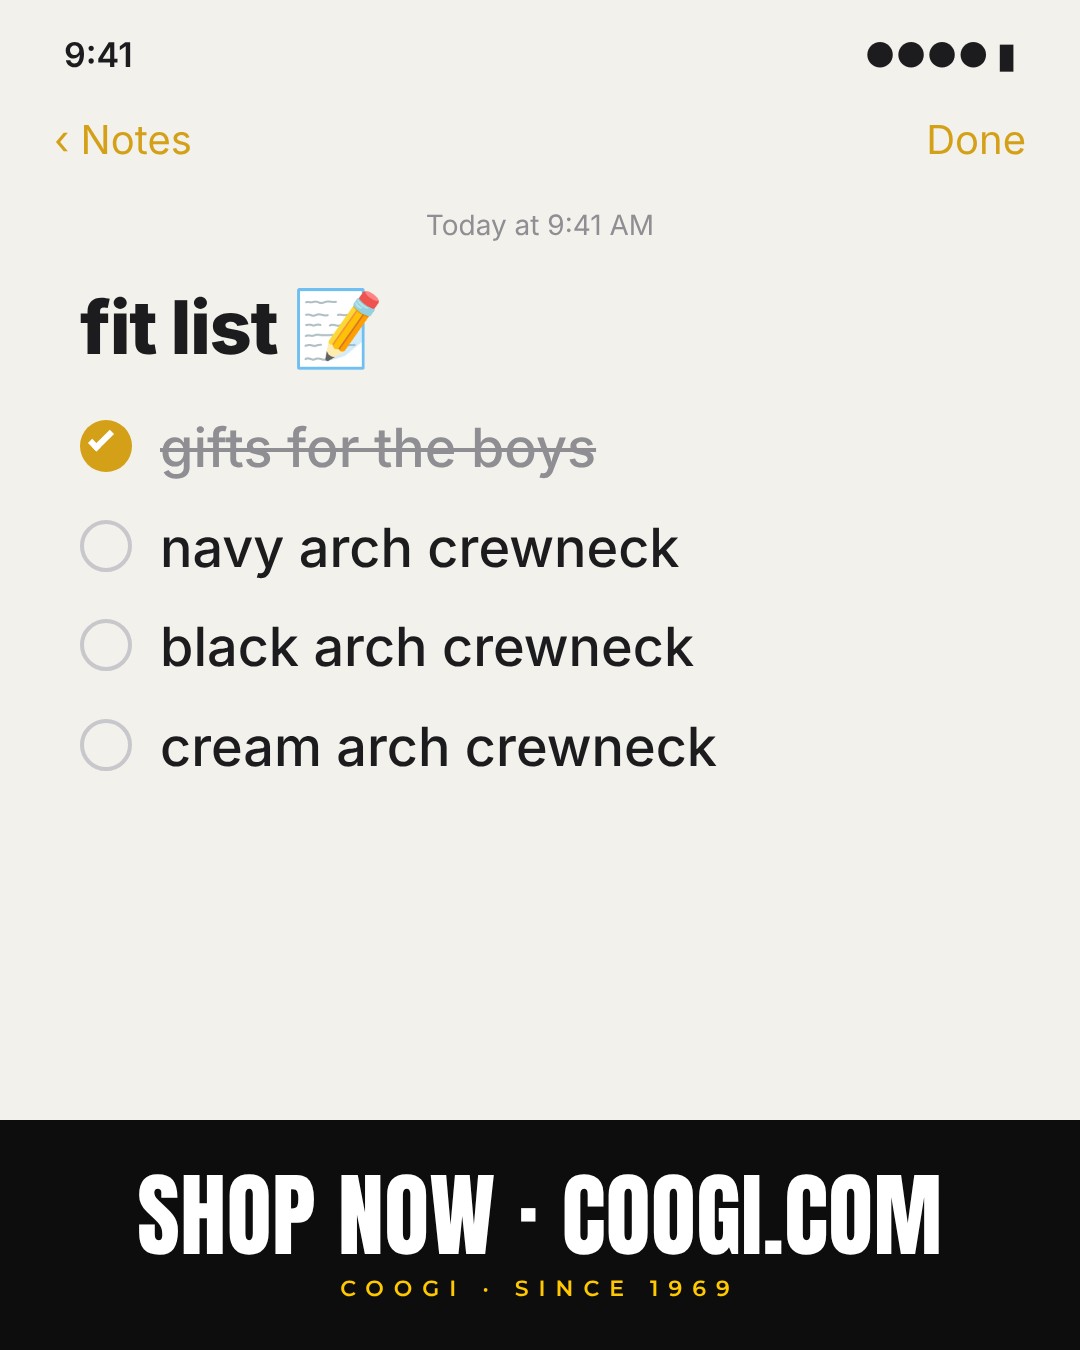 9:41
‹ Notes
Done
Today at 9:41 AM
fit list 📝
gifts for the boys
navy arch crewneck
black arch crewneck
cream arch crewneck
SHOP NOW · COOGI.COM
COOGI · SINCE 1969